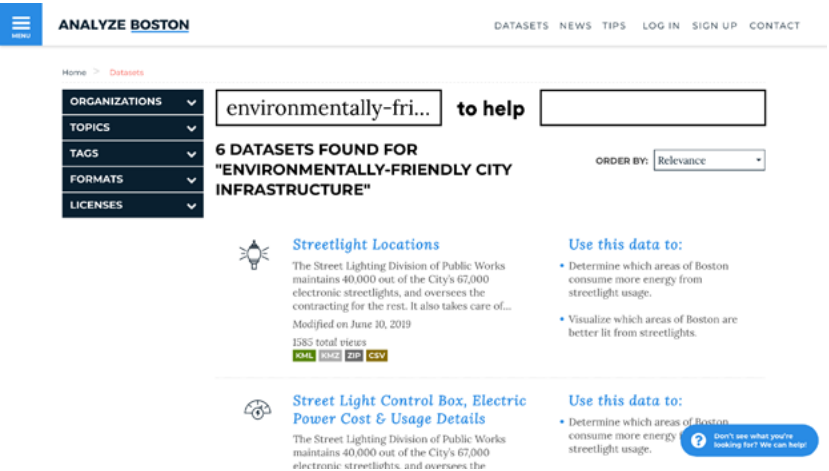 MENU
ANALYZE BOSTON
DATASETS NEWS TIPS LOG IN SIGN UP CONTACT
Home > Datasets
ORGANIZATIONS
TOPICS
TAGS
FORMATS
LICENSES
environmentally-fri... to help
6 DATASETS FOUND FOR
"ENVIRONMENTALLY-FRIENDLY CITY
INFRASTRUCTURE"
ORDER BY: Relevance
Streetlight Locations
The Street Lighting Division of Public Works
maintains 40,000 out of the City's 67,000
electronic streetlights, and oversees the
contracting for the rest. It also takes care of...
Modified on June 10, 2019
1585 total views
KML KMZ ZIP CSV
Use this data to:
• Determine which areas of Boston
consume more energy from
streetlight usage.
• Visualize which areas of Boston are
better lit from streetlights.
Street Light Control Box, Electric
Power Cost & Usage Details
The Street Lighting Division of Public Works
maintains 40,000 out of the City's 67,000
electronic streetlights, and oversees the
Use this data to:
• Determine which areas of Boston
consume more energy
streetlight usage.
? Don't see what you're
looking for? We can help!